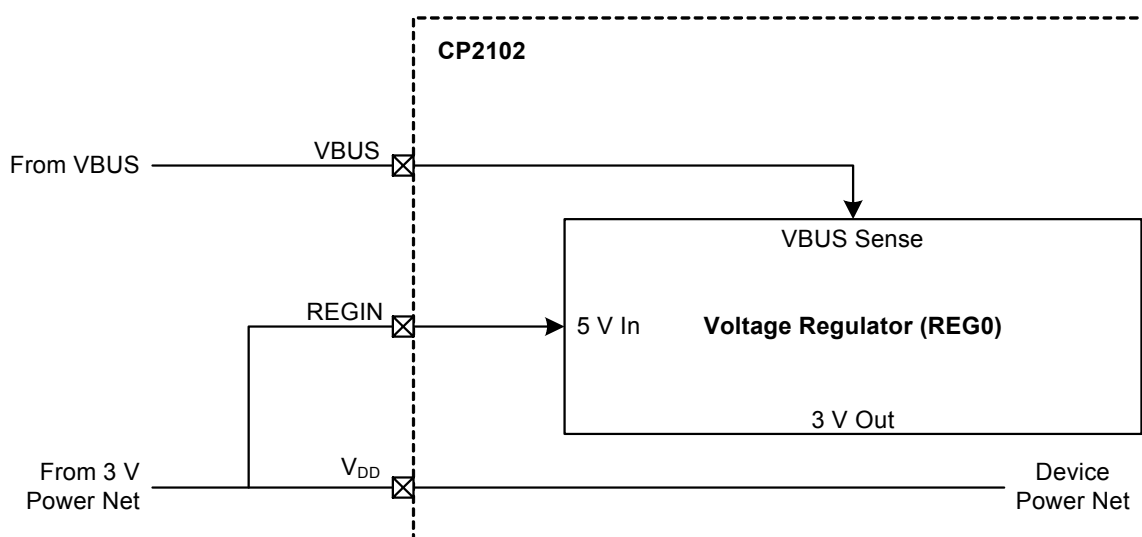 CP2102
From VBUS
VBUS
VBUS Sense
REGIN
5 V In
Voltage Regulator (REG0)
3 V Out
From 3 V
Power Net
VDD
Device
Power Net